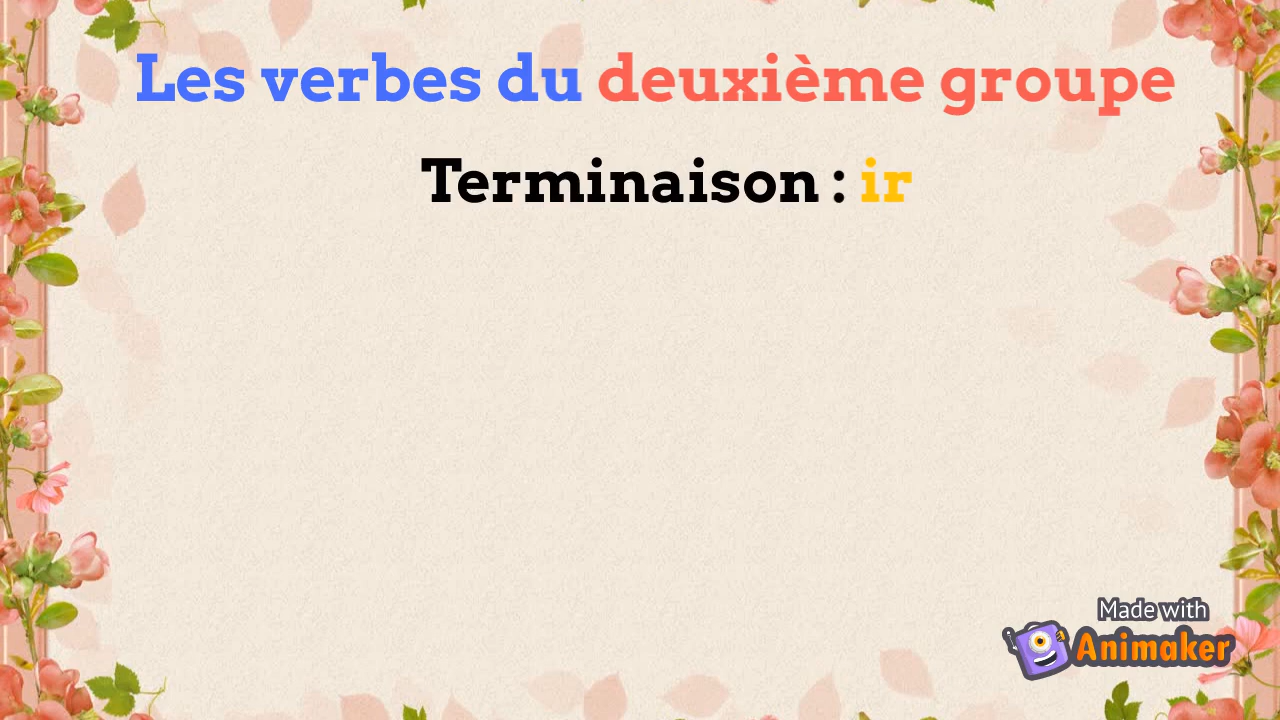 Les verbes du deuxième groupe
Terminaison : ir
Made with
Animaker